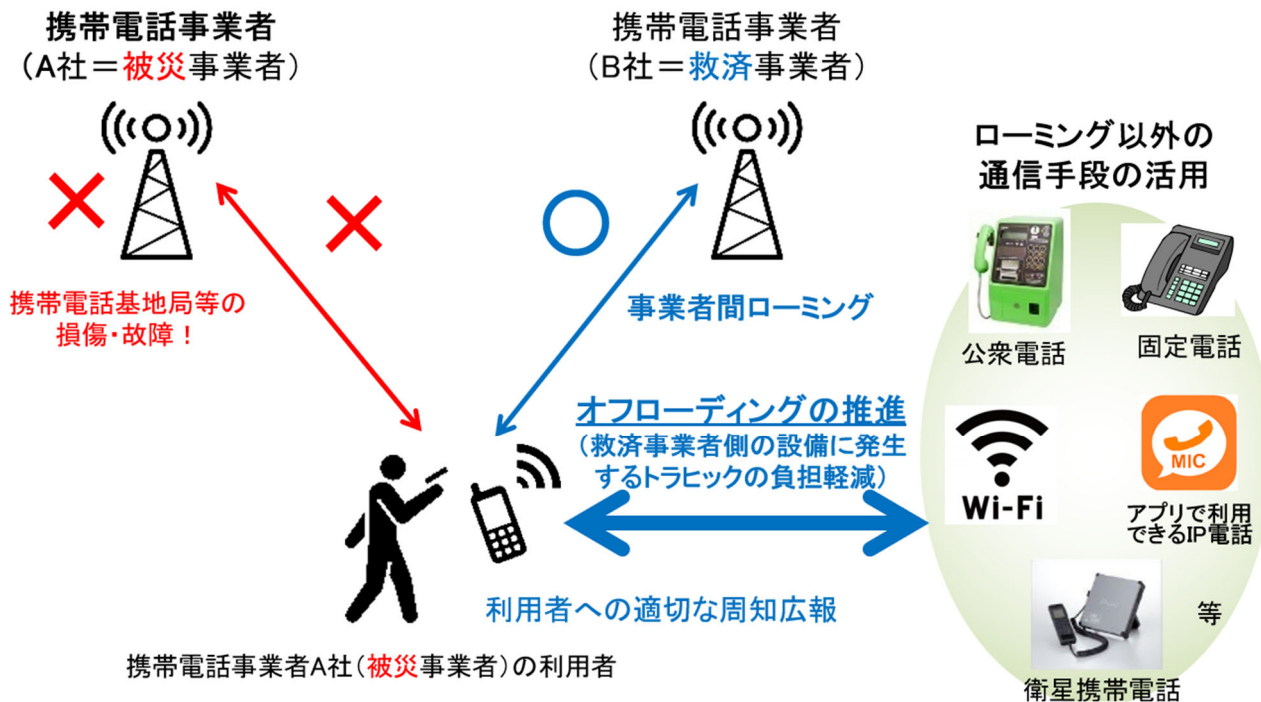 携帯電話事業者
（A社＝被災事業者）
携帯電話事業者
（B社＝救済事業者）
携帯電話基地局等の
損傷・故障！
事業者間ローミング
オフローディングの推進
（救済事業者側の設備に発生
するトラヒックの負担軽減）
利用者への適切な周知広報
携帯電話事業者A社（被災事業者）の利用者
ローミング以外の
通信手段の活用
公衆電話
固定電話
Wi-Fi
MIC
アプリで利用
できるIP電話
等
衛星携帯電話